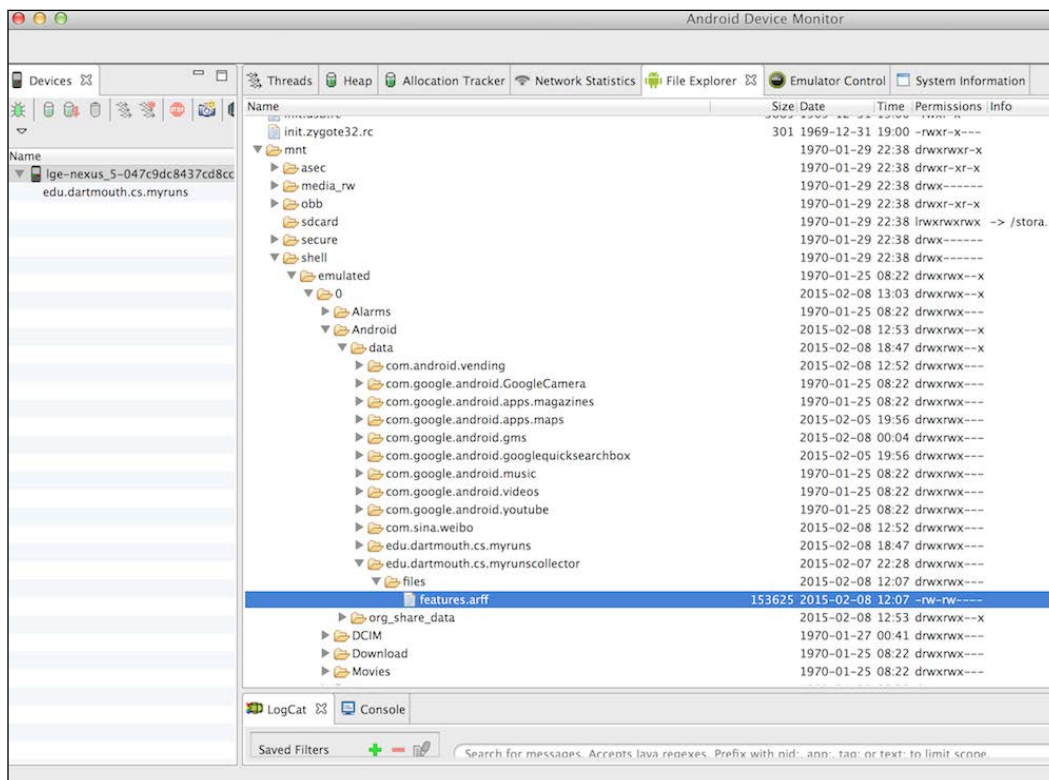 Android Device Monitor
Devices
Threads Heap Allocation Tracker Network Statistics File Explorer Emulator Control System Information
Name Size Date Time Permissions Info
init.zygote32.rc 301 1969-12-31 19:00 -rwxr-x---
mnt 1970-01-29 22:38 drwxrwxr-x
Name
asec 1970-01-29 22:38 drwxr-xr-x
lge-nexus_5-047c9dc8437cd8cc
media_rw 1970-01-29 22:38 drwx------
edu.dartmouth.cs.myruns
obb 1970-01-29 22:38 drwxr-xr-x
sdcard 1970-01-29 22:38 lrwxrwxrwx -> /stora.
secure 1970-01-29 22:38 drwx------
shell 1970-01-29 22:38 drwx------
emulated 1970-01-25 08:22 drwxrwx--x
0 2015-02-08 13:03 drwxrwx--x
Alarms 1970-01-25 08:22 drwxrwx---
Android 2015-02-08 12:53 drwxrwx--x
data 2015-02-08 18:47 drwxrwx--x
com.android.vending 2015-02-08 12:52 drwxrwx---
com.google.android.GoogleCamera 1970-01-25 08:22 drwxrwx---
com.google.android.apps.magazines 1970-01-25 08:22 drwxrwx---
com.google.android.apps.maps 2015-02-05 19:56 drwxrwx---
com.google.android.gms 2015-02-08 00:04 drwxrwx---
com.google.android.googlequicksearchbox 2015-02-05 19:56 drwxrwx---
com.google.android.music 1970-01-25 08:22 drwxrwx---
com.google.android.videos 1970-01-25 08:22 drwxrwx---
com.google.android.youtube 1970-01-25 08:22 drwxrwx---
com.sina.weibo 2015-02-08 12:52 drwxrwx---
edu.dartmouth.cs.myruns 2015-02-08 18:47 drwxrwx---
edu.dartmouth.cs.myrunscollector 2015-02-07 22:28 drwxrwx---
files 2015-02-08 12:07 drwxrwx---
features.arff 153625 2015-02-08 12:07 -rw-rw----
org_share_data 2015-02-08 12:53 drwxrwx--x
DCIM 1970-01-27 00:41 drwxrwx---
Download 1970-01-25 08:22 drwxrwx---
Movies 1970-01-25 08:22 drwxrwx---
LogCat Console
Saved Filters Search for messages. Accepts Java regexes. Prefix with pid:, app:, tag: or text: to limit scope.